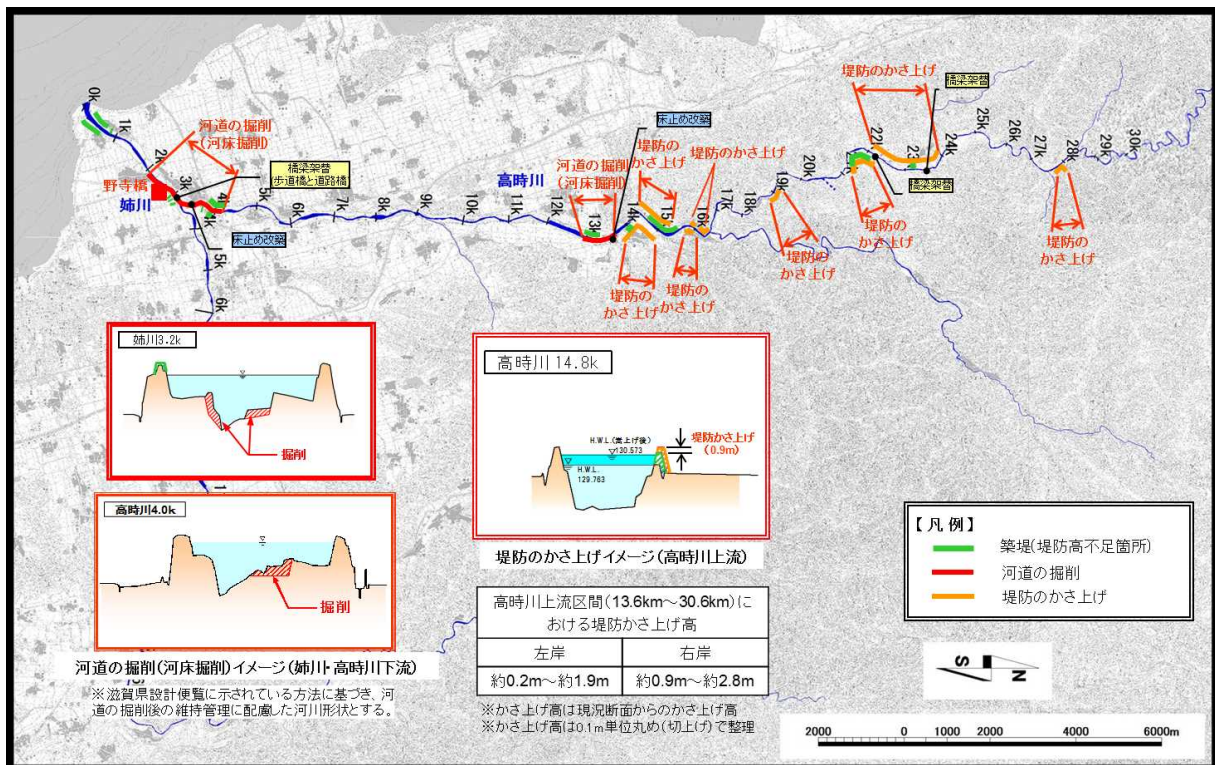 0k
1k
2k
3k
4k
5k
6k
7k
8k
9k
10k
11k
12k
13k
14k
15k
16k
17k
18k
19k
20k
22k
24k
25k
26k
27k
28k
29k
30k
5k
6k
河道の掘削
(河床掘削)
野寺橋
姉川
橋梁架替
歩道橋と道路橋
床止め改築
高時川
河道の掘削
(河床掘削)
床止め改築
堤防の
かさ上げ
堤防のかさ上げ
堤防の
かさ上げ
堤防の
かさ上げ
堤防の
かさ上げ
堤防のかさ上げ
橋梁架替
橋梁架替
堤防の
かさ上げ
堤防の
かさ上げ
姉川3.2k
掘削
高時川4.0k
掘削
河道の掘削(河床掘削)イメージ(姉川・高時川下流)
※滋賀県設計便覧に示されている方法に基づき、河
道の掘削後の維持管理に配慮した河川形状とする。
高時川 14.8k
H.W.L.(嵩上げ後)
130.573
H.W.L.
129.763
堤防かさ上げ
(0.9m)
堤防のかさ上げイメージ(高時川上流)
高時川上流区間(13.6km~30.6km)に
おける堤防かさ上げ高
左岸 右岸
約0.2m~約1.9m 約0.9m~約2.8m
※かさ上げ高は現況断面からのかさ上げ高
※かさ上げ高は0.1m単位丸め(切上げ)で整理
【凡例】
築堤(堤防高不足箇所)
河道の掘削
堤防のかさ上げ
S N
2000 0 1000 2000 4000 6000m